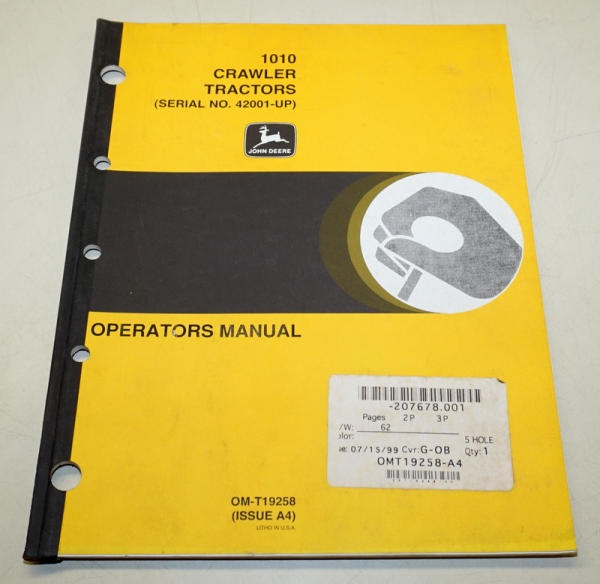 1010
CRAWLER
TRACTORS
(SERIAL NO. 42001-UP)
JOHN DEERE
OPERATORS MANUAL
-207678.001
Pages 2P 3P
/W: 62
olor: 5 HOLE
e: 07/15/99 Cvr: G-OB Qty: 1
OMT19258-A4
OM-T19258
(ISSUE A4)
LITHO IN U.S.A.